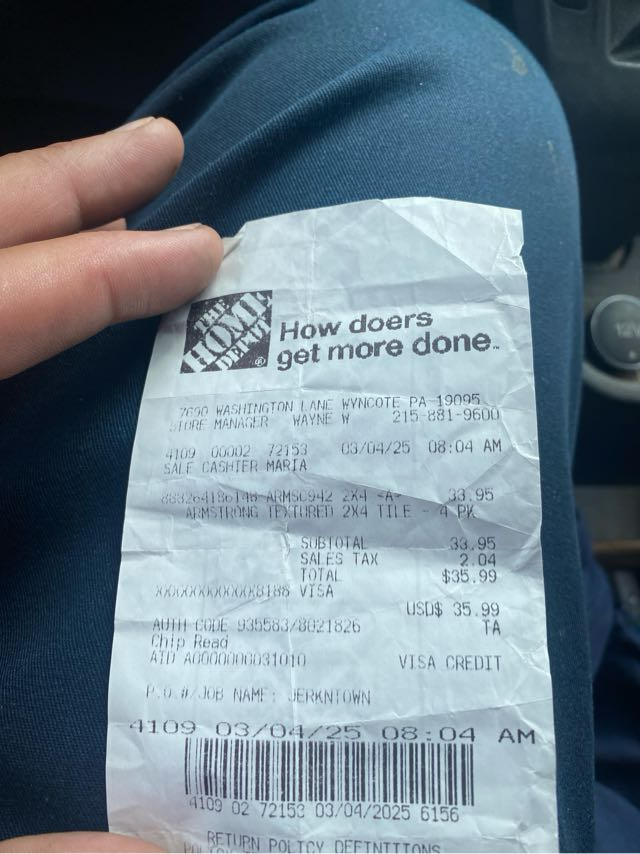 THE
HOME
DEPOT
®
How doers
get more done.™
7690 WASHINGTON LANE WYNCOTE PA 19095
STORE MANAGER WAYNE W 215-881-9600
4109 00002 72153 03/04/25 08:04 AM
SALE CASHIER MARIA
ARMSC942 2X4 <A> 33.95
ARMSTRONG TEXTURED 2X4 TILE - 4 PK
SUBTOTAL 33.95
SALES TAX 2.04
TOTAL $35.99
XXXXXXXXXXXX8188 VISA
USD$ 35.99
AUTH CODE 935583/8021826 TA
Chip Read
AID A0000000031010 VISA CREDIT
P.O.#/JOB NAME: JERKNTOWN
4109 03/04/25 08:04 AM
4109 02 72153 03/04/2025 6156
RETURN POLICY DEFINITIONS